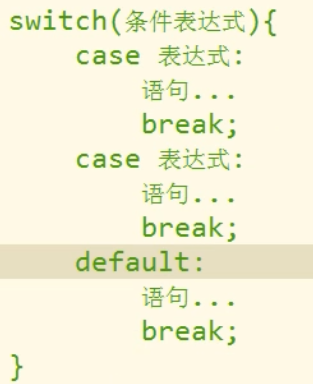 switch(条件表达式){
    case 表达式:
        语句...
        break;
    case 表达式:
        语句...
        break;
    default:
        语句...
        break;
}